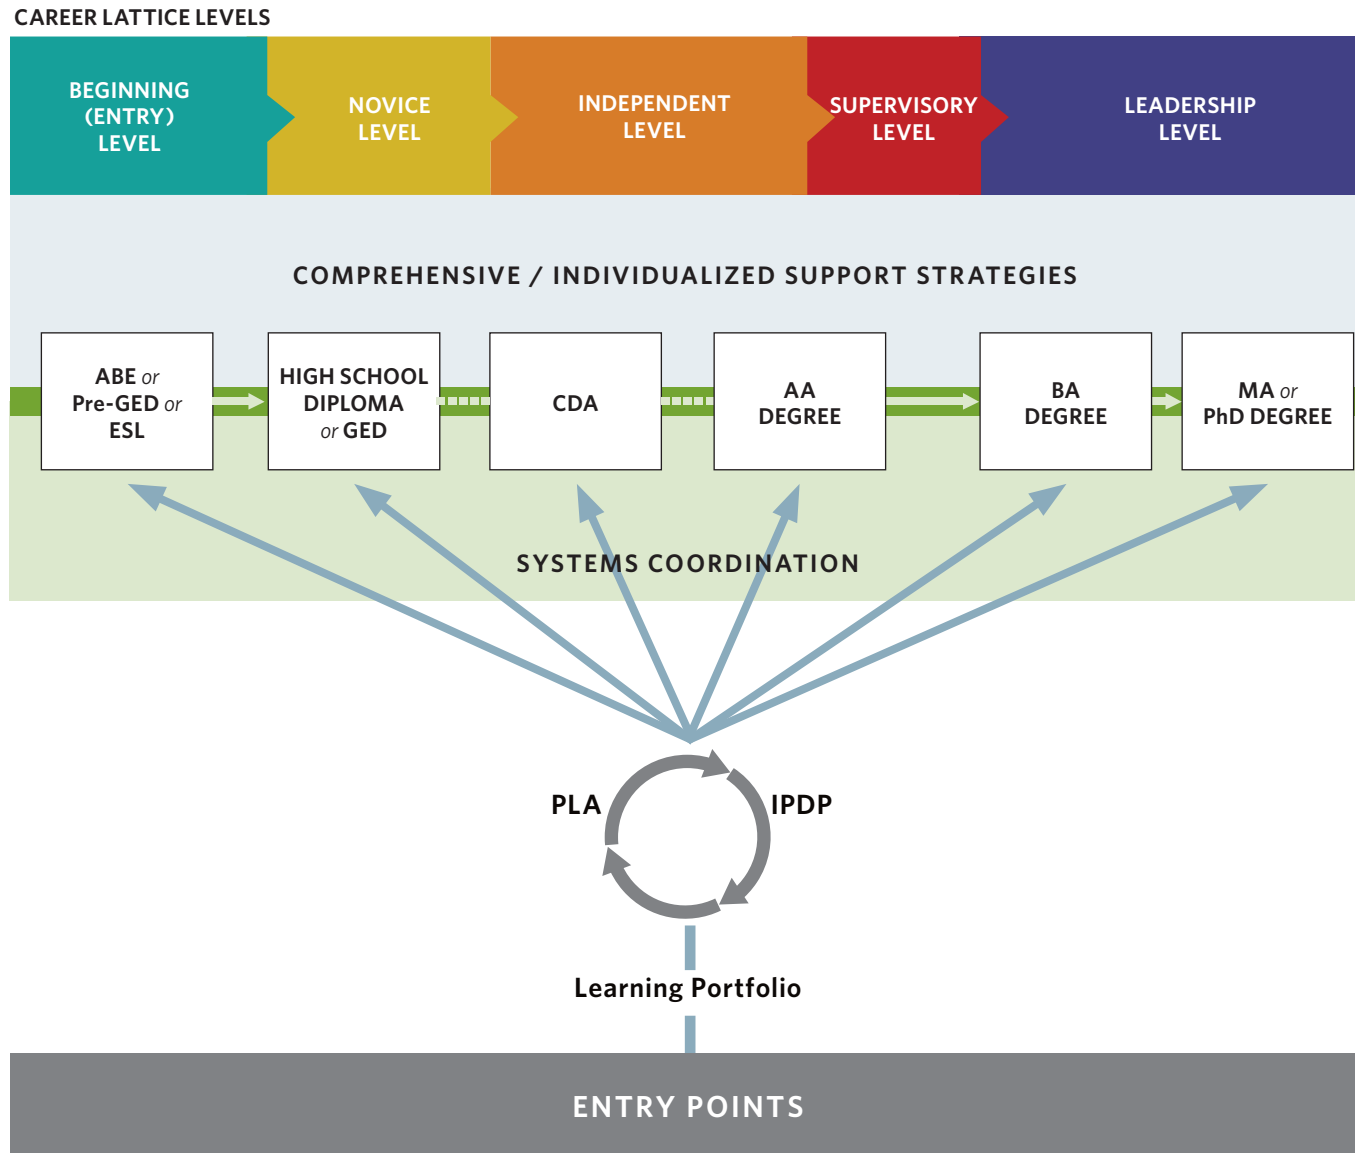 CAREER LATTICE LEVELS
BEGINNING
(ENTRY)
LEVEL
NOVICE
LEVEL
INDEPENDENT
LEVEL
SUPERVISORY
LEVEL
LEADERSHIP
LEVEL
COMPREHENSIVE / INDIVIDUALIZED SUPPORT STRATEGIES
ABE or
Pre-GED or
ESL
HIGH SCHOOL
DIPLOMA
or GED
CDA
AA
DEGREE
BA
DEGREE
MA or
PhD DEGREE
SYSTEMS COORDINATION
PLA
IPDP
Learning Portfolio
ENTRY POINTS